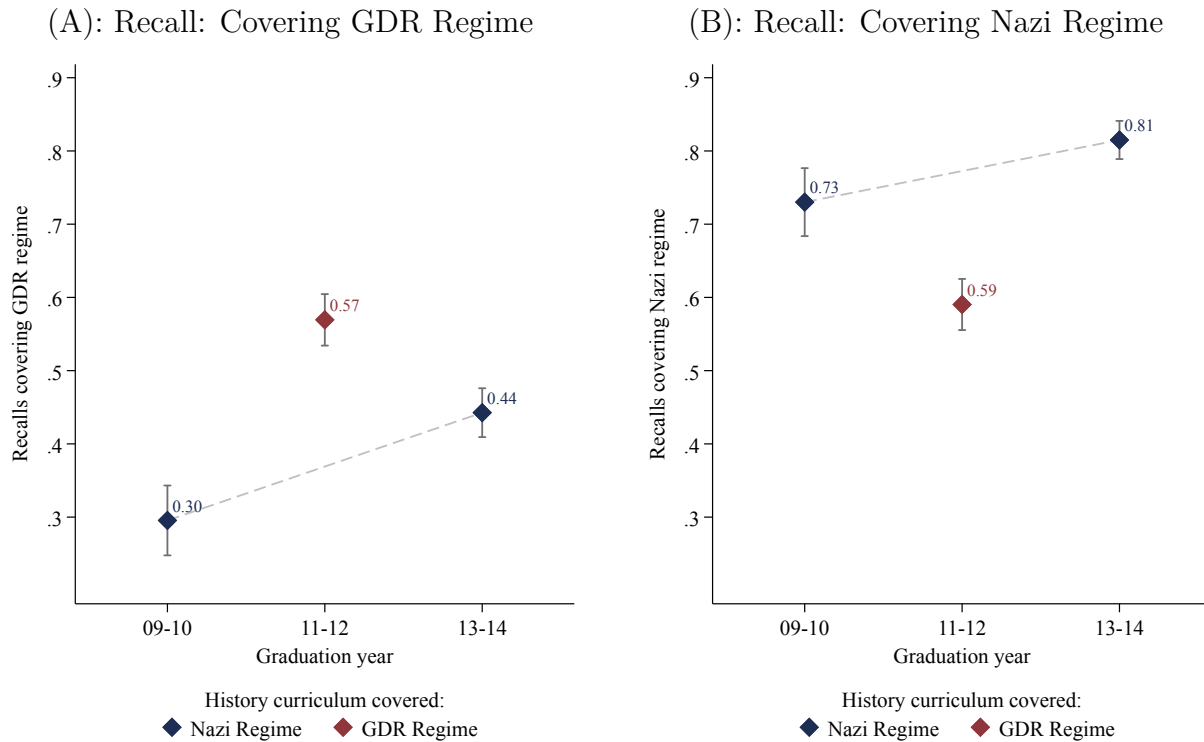 (A): Recall: Covering GDR Regime
Recalls covering GDR regime
.9
.8
.7
.6
.5
.4
.3
0.30
0.57
0.44
09-10
11-12
13-14
Graduation year
History curriculum covered:
Nazi Regime
GDR Regime
(B): Recall: Covering Nazi Regime
Recalls covering Nazi regime
.9
.8
.7
.6
.5
.4
.3
0.73
0.59
0.81
09-10
11-12
13-14
Graduation year
History curriculum covered:
Nazi Regime
GDR Regime